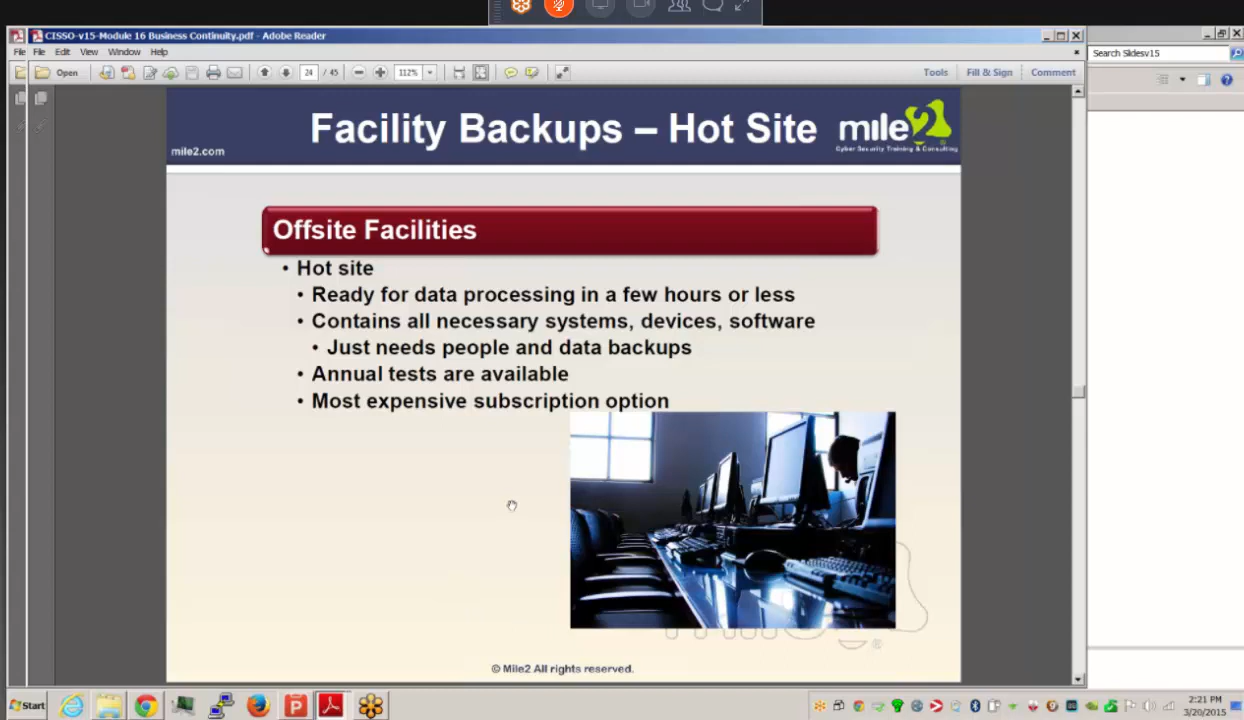 CISSO-v15-Module 16 Business Continuity.pdf - Adobe Reader
File File Edit View Window Help
Search Slidesv15
Open 24 / 45 112% Tools Fill & Sign Comment
Facility Backups – Hot Site
mile2
Cyber Security Training & Consulting
mile2.com
Offsite Facilities
• Hot site
• Ready for data processing in a few hours or less
• Contains all necessary systems, devices, software
• Just needs people and data backups
• Annual tests are available
• Most expensive subscription option
© Mile2 All rights reserved.
Start
2:21 PM
3/20/2015